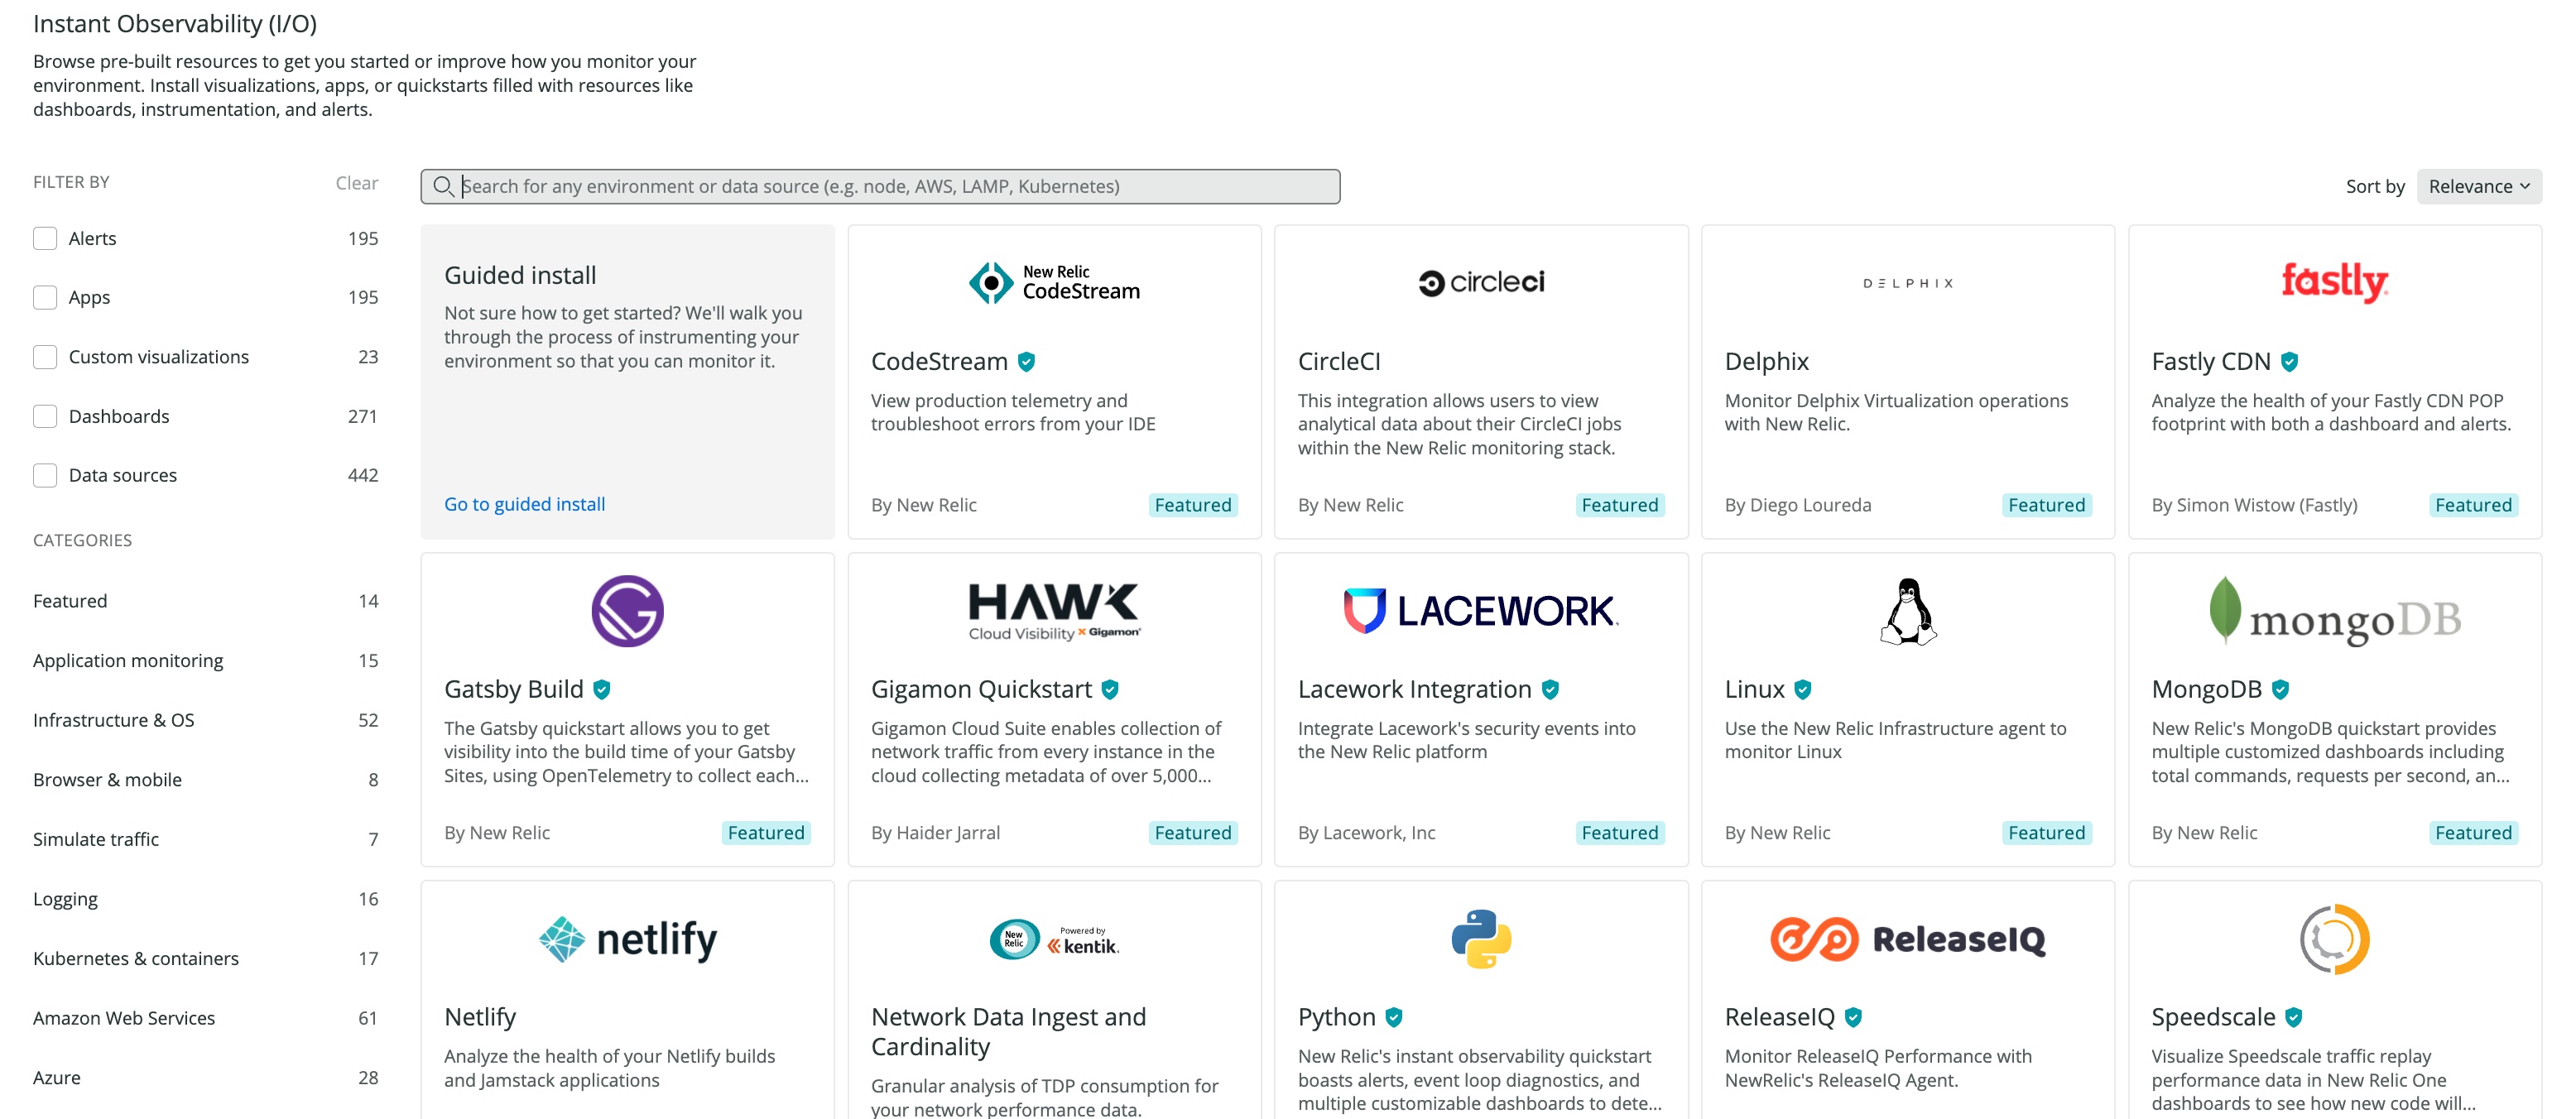 Instant Observability (I/O)
Browse pre-built resources to get you started or improve how you monitor your
environment. Install visualizations, apps, or quickstarts filled with resources like
dashboards, instrumentation, and alerts.
FILTER BY
Clear
Alerts 195
Apps 195
Custom visualizations 23
Dashboards 271
Data sources 442
CATEGORIES
Featured 14
Application monitoring 15
Infrastructure & OS 52
Browser & mobile 8
Simulate traffic 7
Logging 16
Kubernetes & containers 17
Amazon Web Services 61
Azure 28
Search for any environment or data source (e.g. node, AWS, LAMP, Kubernetes)
Sort by Relevance
Guided install
Not sure how to get started? We'll walk you
through the process of instrumenting your
environment so that you can monitor it.
Go to guided install
New Relic
CodeStream
CodeStream
View production telemetry and
troubleshoot errors from your IDE
By New Relic
Featured
circleci
CircleCI
This integration allows users to view
analytical data about their CircleCI jobs
within the New Relic monitoring stack.
By New Relic
Featured
DELPHIX
Delphix
Monitor Delphix Virtualization operations
with New Relic.
By Diego Loureda
Featured
fastly
Fastly CDN
Analyze the health of your Fastly CDN POP
footprint with both a dashboard and alerts.
By Simon Wistow (Fastly)
Featured
Gatsby Build
The Gatsby quickstart allows you to get
visibility into the build time of your Gatsby
Sites, using OpenTelemetry to collect each...
By New Relic
Featured
HAWK
Cloud Visibility × Gigamon
Gigamon Quickstart
Gigamon Cloud Suite enables collection of
network traffic from every instance in the
cloud collecting metadata of over 5,000...
By Haider Jarral
Featured
LACEWORK
Lacework Integration
Integrate Lacework's security events into
the New Relic platform
By Lacework, Inc
Featured
Linux
Use the New Relic Infrastructure agent to
monitor Linux
By New Relic
Featured
mongoDB
MongoDB
New Relic's MongoDB quickstart provides
multiple customized dashboards including
total commands, requests per second, an...
By New Relic
Featured
netlify
Netlify
Analyze the health of your Netlify builds
and Jamstack applications
New
Relic
Powered by
kentik.
Network Data Ingest and
Cardinality
Granular analysis of TDP consumption for
your network performance data.
Python
New Relic's instant observability quickstart
boasts alerts, event loop diagnostics, and
multiple customizable dashboards to dete...
ReleaseIQ
ReleaseIQ
Monitor ReleaseIQ Performance with
NewRelic's ReleaseIQ Agent.
Speedscale
Visualize Speedscale traffic replay
performance data in New Relic One
dashboards to see how new code will...